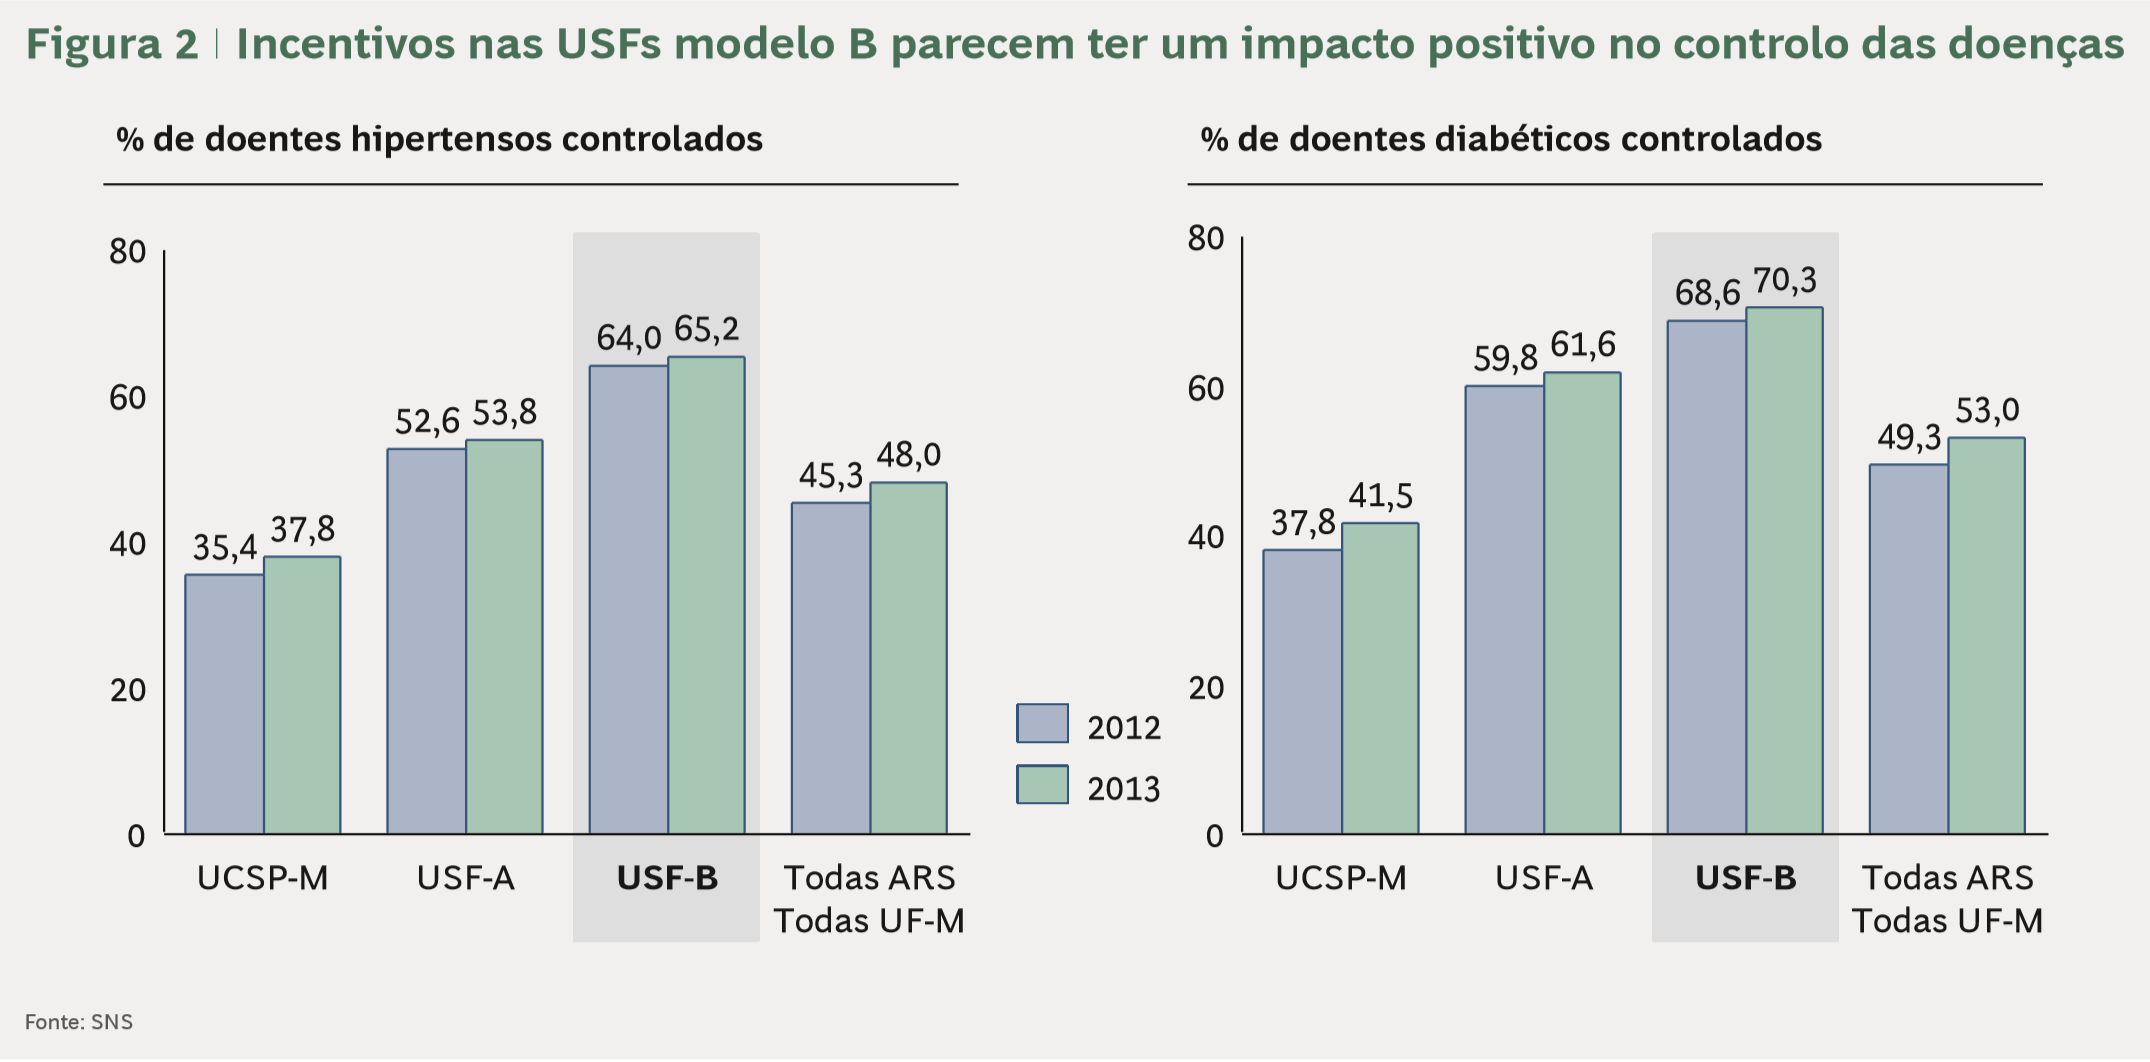 Figura 2 | Incentivos nas USFs modelo B parecem ter um impacto positivo no controlo das doenças
% de doentes hipertensos controlados
80
60
40
20
0
35,4
37,8
52,6
53,8
64,0
65,2
45,3
48,0
UCSP-M
USF-A
USF-B
Todas ARS
Todas UF-M
2012
2013
% de doentes diabéticos controlados
80
60
40
20
0
37,8
41,5
59,8
61,6
68,6
70,3
49,3
53,0
UCSP-M
USF-A
USF-B
Todas ARS
Todas UF-M
Fonte: SNS